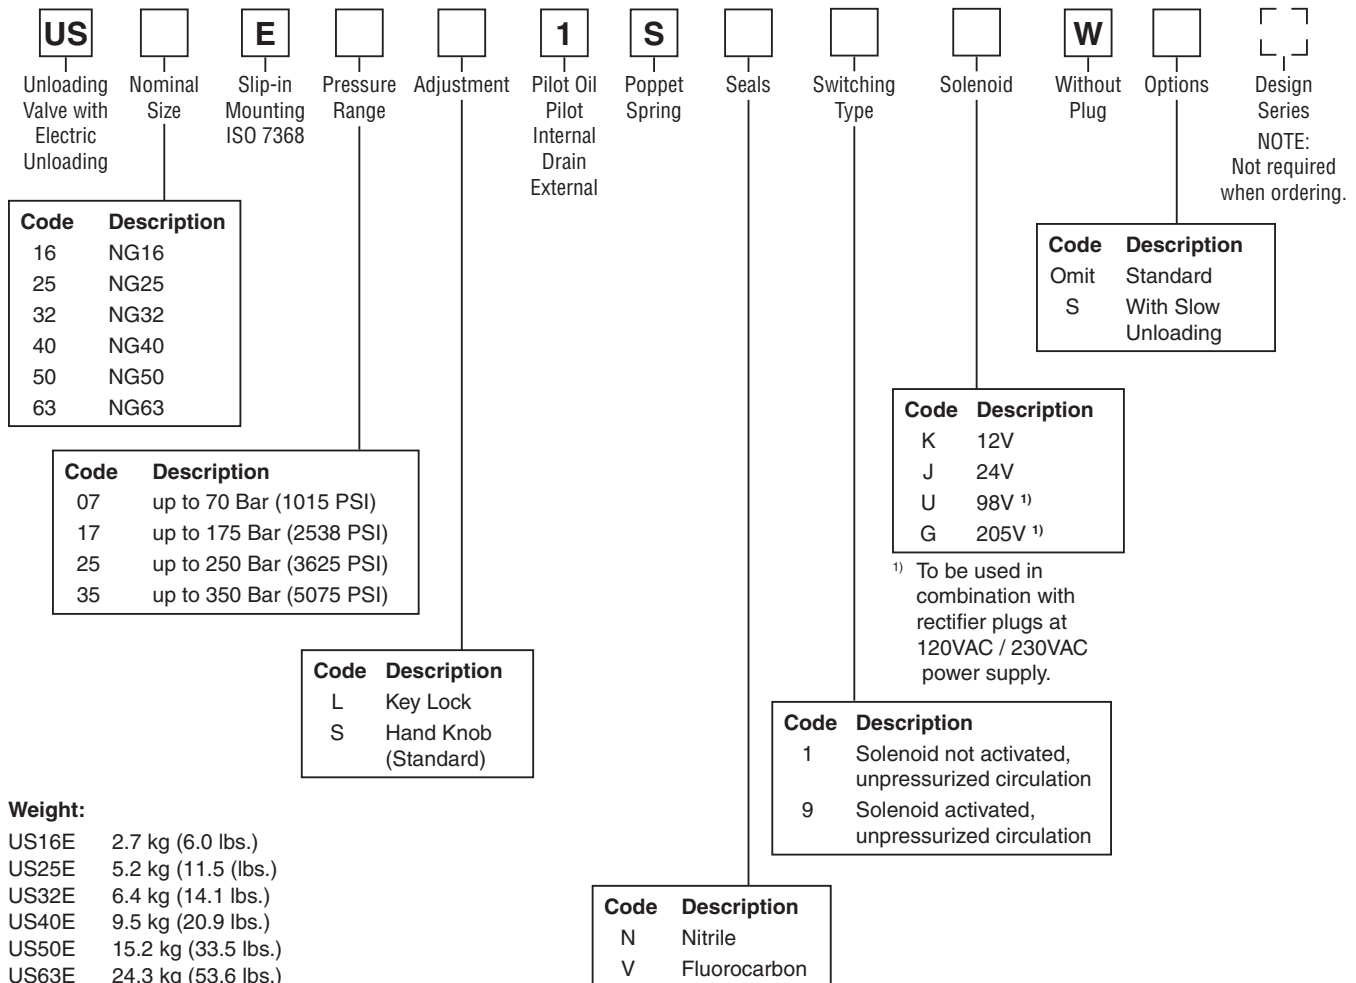 US E 1 S W
Unloading Valve with Electric Unloading
Nominal Size
Slip-in Mounting ISO 7368
Pressure Range
Adjustment
Pilot Oil Pilot Internal Drain External
Poppet Spring
Seals
Switching Type
Solenoid
Without Plug
Options
Design Series
NOTE:
Not required
when ordering.
Code Description
16 NG16
25 NG25
32 NG32
40 NG40
50 NG50
63 NG63
Code Description
Omit Standard
S With Slow
Unloading
Code Description
K 12V
J 24V
U 98V 1)
G 205V 1)
1) To be used in
combination with
rectifier plugs at
120VAC / 230VAC
power supply.
Code Description
07 up to 70 Bar (1015 PSI)
17 up to 175 Bar (2538 PSI)
25 up to 250 Bar (3625 PSI)
35 up to 350 Bar (5075 PSI)
Code Description
L Key Lock
S Hand Knob
(Standard)
Code Description
1 Solenoid not activated,
unpressurized circulation
9 Solenoid activated,
unpressurized circulation
Weight:
US16E 2.7 kg (6.0 lbs.)
US25E 5.2 kg (11.5 (lbs.)
US32E 6.4 kg (14.1 lbs.)
US40E 9.5 kg (20.9 lbs.)
US50E 15.2 kg (33.5 lbs.)
US63E 24.3 kg (53.6 lbs.)
Code Description
N Nitrile
V Fluorocarbon